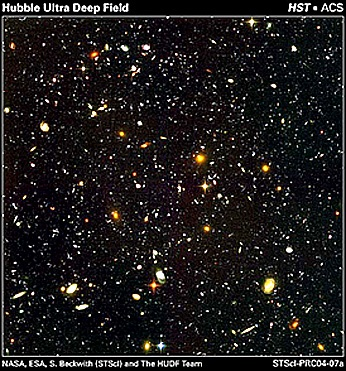 Hubble Ultra Deep Field
HST • ACS
NASA, ESA, S. Beckwith (STScI) and The HUDF Team
STScI-PRC04-07a